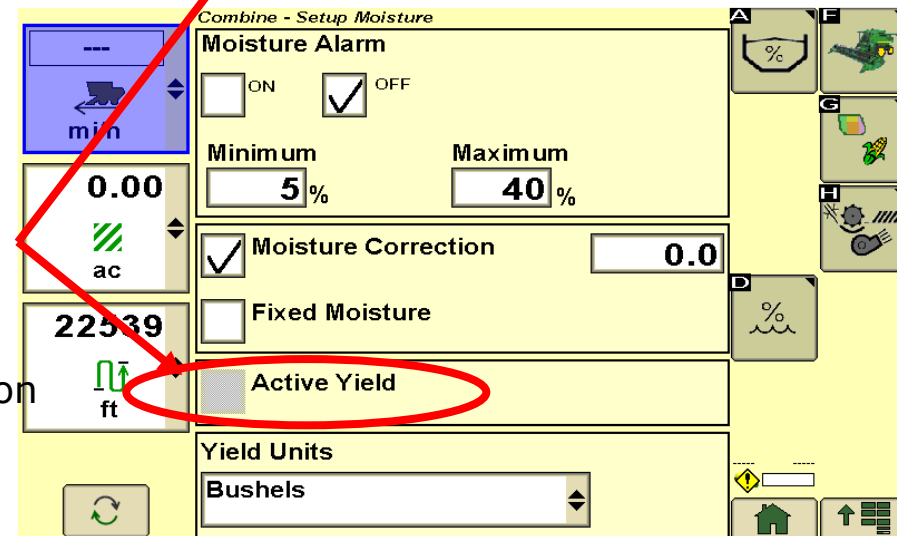 Combine - Setup Moisture
A
F
---
mi/h
Moisture Alarm
ON
OFF
%
G
Minimum
Maximum
5 %
40 %
0.00
ac
H
Moisture Correction
0.0
Fixed Moisture
D
%
22539
ft
on
Active Yield
Yield Units
Bushels
----- -----